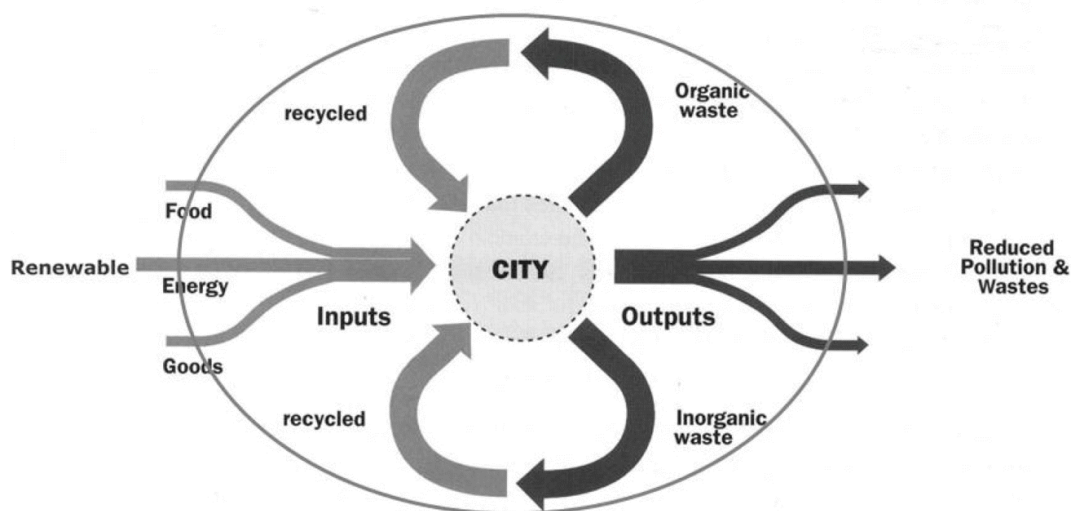 recycled
Organic
waste
Food
Renewable
Energy
Goods
Inputs
CITY
Outputs
Reduced
Pollution &
Wastes
recycled
Inorganic
waste